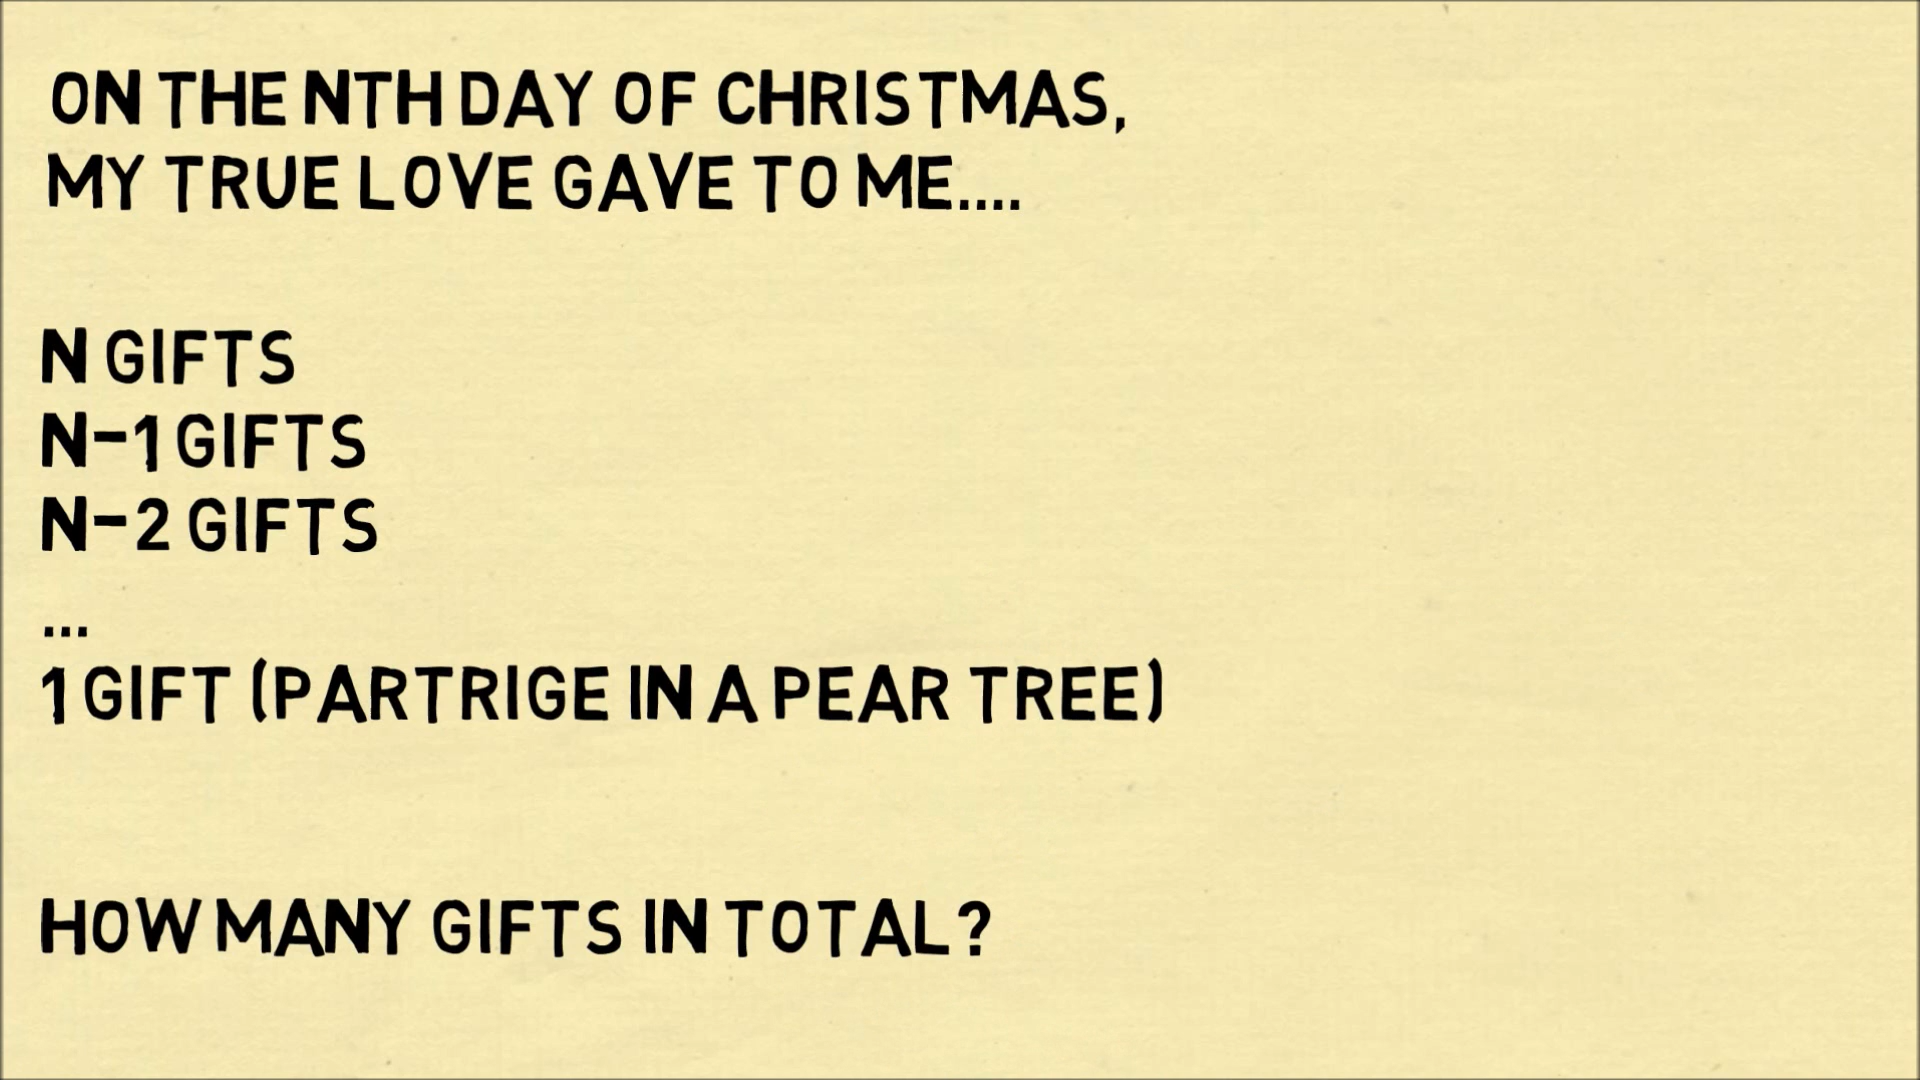 ON THE NTH DAY OF CHRISTMAS,
MY TRUE LOVE GAVE TO ME....
N GIFTS
N-1 GIFTS
N-2 GIFTS
...
1 GIFT (PARTRIGE IN A PEAR TREE)
HOW MANY GIFTS IN TOTAL?